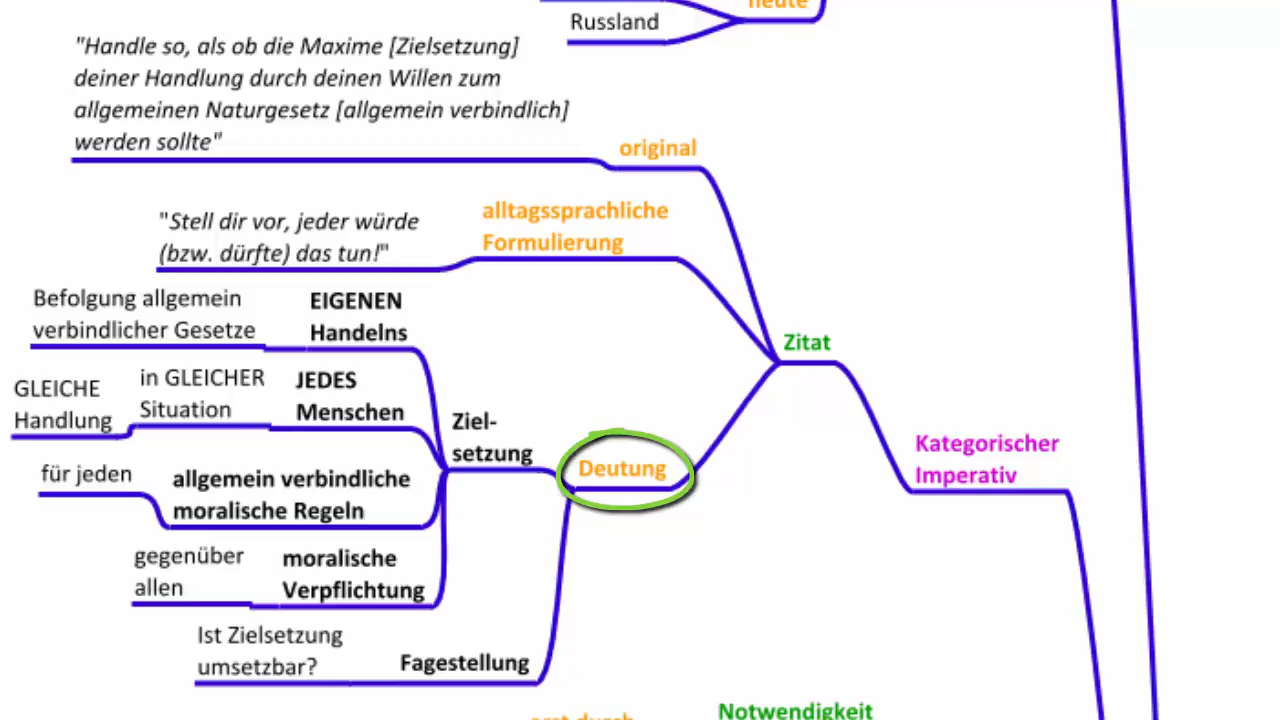 heute
Russland
"Handle so, als ob die Maxime [Zielsetzung]
deiner Handlung durch deinen Willen zum
allgemeinen Naturgesetz [allgemein verbindlich]
werden sollte"
original
alltagssprachliche
Formulierung
"Stell dir vor, jeder würde
(bzw. dürfte) das tun!"
Befolgung allgemein
verbindlicher Gesetze
EIGENEN
Handelns
Zitat
GLEICHE
Handlung
in GLEICHER
Situation
JEDES
Menschen
Ziel-
setzung
Deutung
Kategorischer
Imperativ
für jeden
allgemein verbindliche
moralische Regeln
gegenüber
allen
moralische
Verpflichtung
Ist Zielsetzung
umsetzbar?
Fagestellung
erst durch
Notwendigkeit